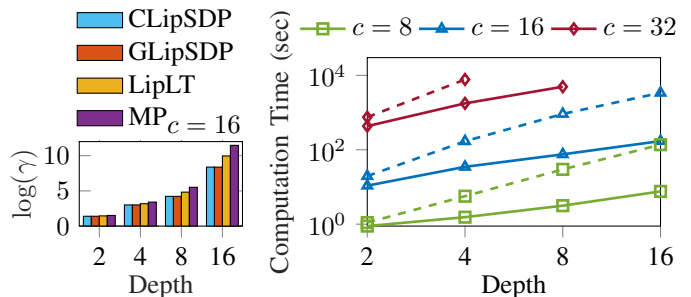 CLipSDP
GLipSDP
LipLT
MP
c = 16
log(γ)
10
5
0
2 4 8 16
Depth
c = 8 c = 16 c = 32
Computation Time (sec)
10^4
10^2
10^0
2 4 8 16
Depth